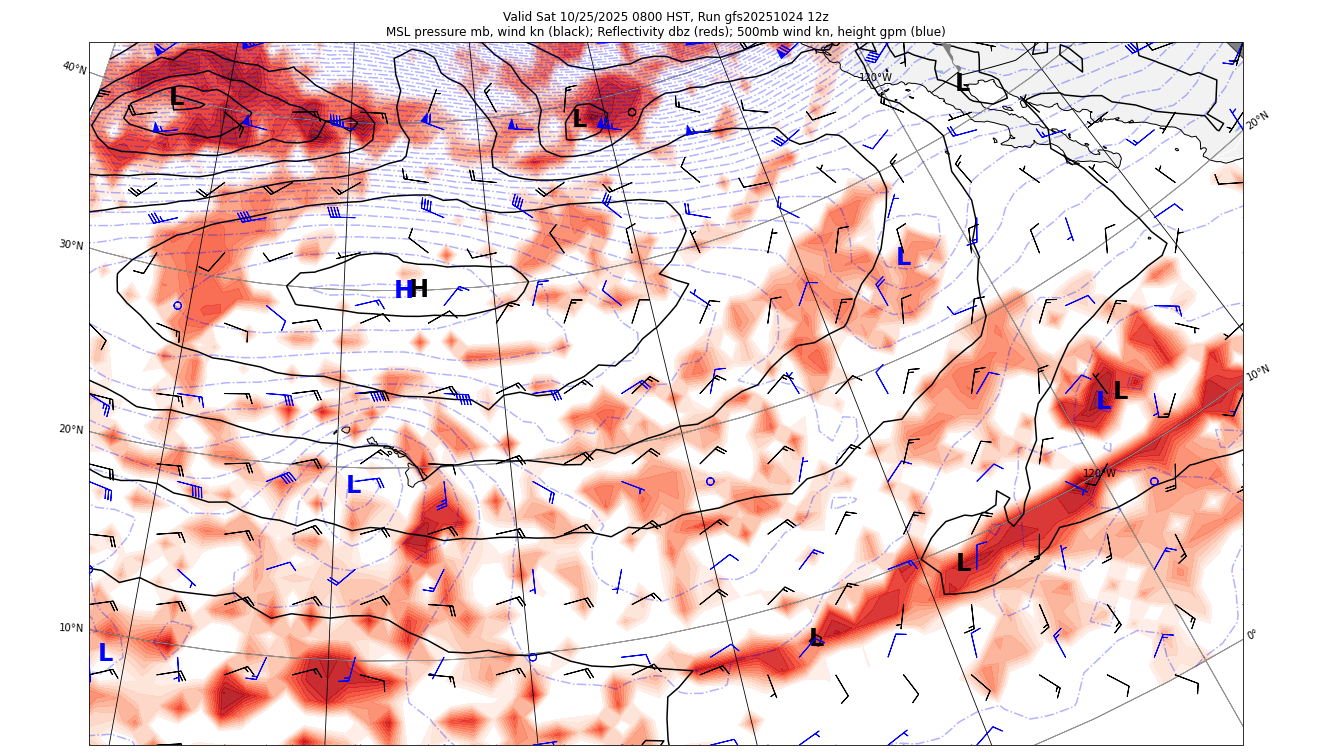 Valid Sat 10/25/2025 0800 HST, Run gfs20251024 12z
MSL pressure mb, wind kn (black); Reflectivity dbz (reds); 500mb wind kn, height gpm (blue)
40°N
120°W
L
L
L
20°N
30°N
L
H
H
10°N
L
L
20°N
L
120°W
L
10°N
L
L
0°